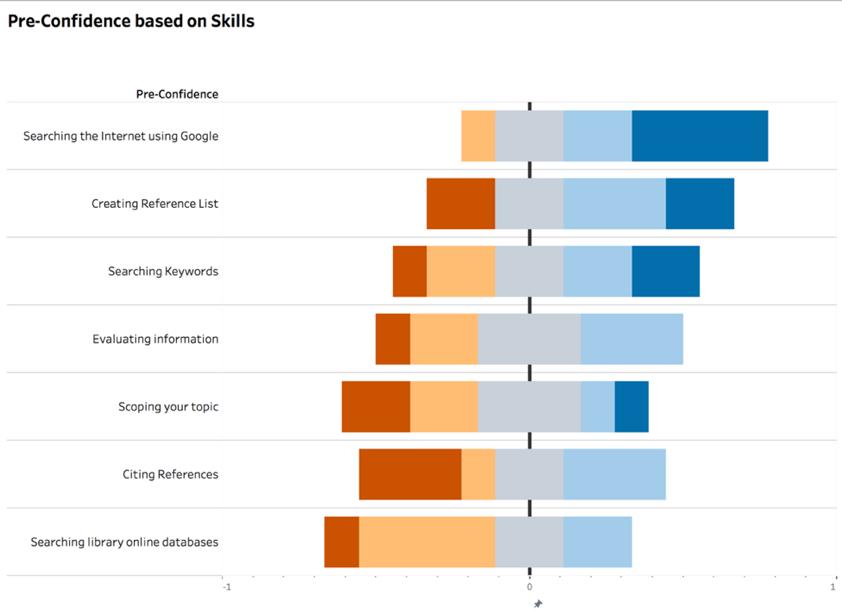 Pre-Confidence based on Skills
Pre-Confidence
Searching the Internet using Google
Creating Reference List
Searching Keywords
Evaluating information
Scoping your topic
Citing References
Searching library online databases
-1 0 1